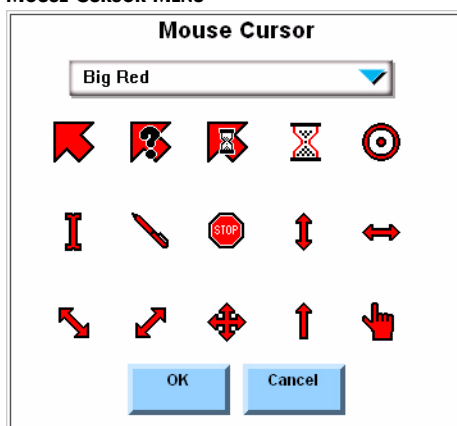 MOUSE CURSOR MENU
Mouse Cursor
Big Red
?
STOP
OK Cancel